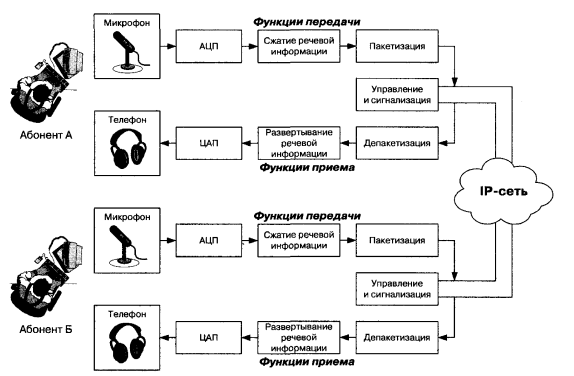 Функции передачи
Микрофон
АЦП
Сжатие речевой
информации
Пакетизация
Управление
и сигнализация
Абонент А
Телефон
ЦАП
Развертывание
речевой
информации
Депакетизация
Функции приема
IP-сеть
Функции передачи
Микрофон
АЦП
Сжатие речевой
информации
Пакетизация
Управление
и сигнализация
Абонент Б
Телефон
ЦАП
Развертывание
речевой
информации
Депакетизация
Функции приема